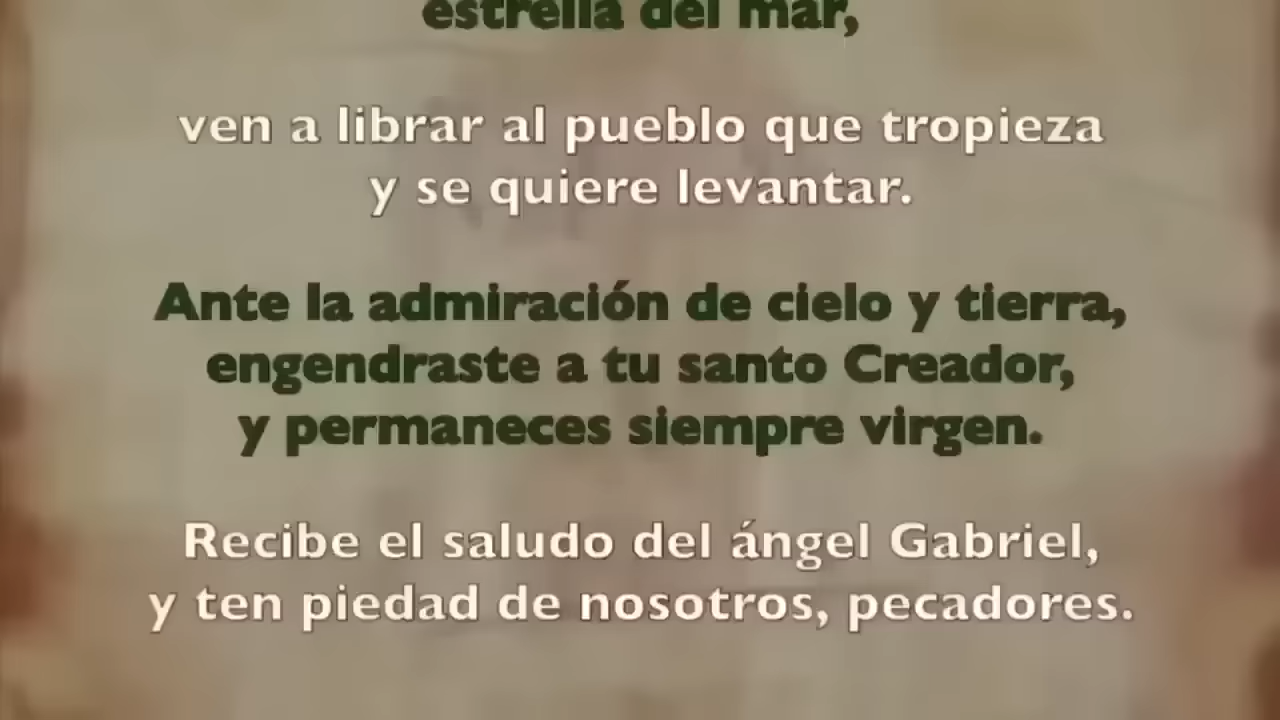 estrella del mar,
ven a librar al pueblo que tropieza
y se quiere levantar.
Ante la admiración de cielo y tierra,
engendraste a tu santo Creador,
y permaneces siempre virgen.
Recibe el saludo del ángel Gabriel,
y ten piedad de nosotros, pecadores.